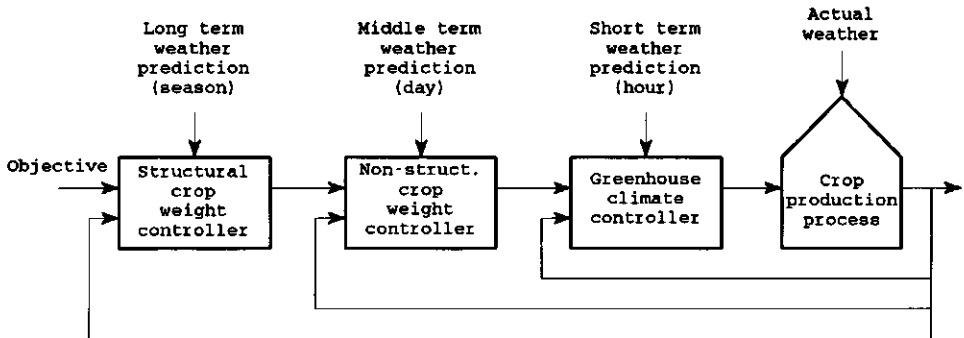 Long term
weather
prediction
(season)
Middle term
weather
prediction
(day)
Short term
weather
prediction
(hour)
Actual
weather
Objective
Structural
crop
weight
controller
Non-struct.
crop
weight
controller
Greenhouse
climate
controller
Crop
production
process